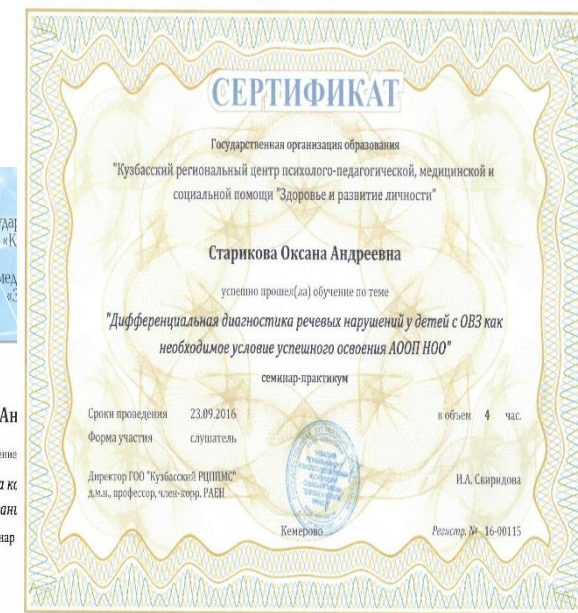 СЕРТИФИКАТ
Государственная организация образования
"Кузбасский региональный центр психолого-педагогической, медицинской и
социальной помощи "Здоровье и развитие личности"
Старикова Оксана Андреевна
успешно прошел(ла) обучение по теме
"Дифференциальная диагностика речевых нарушений у детей с ОВЗ как
необходимое условие успешного освоения АООП НОО"
семинар-практикум
Сроки проведения 23.09.2016 в объем 4 час.
Форма участия слушатель
Директор ГОО "Кузбасский РЦППМС" И.А. Свиридова
д.м.н., профессор, член-корр. РАЕН
Кемерово Регистр. № 16-00115